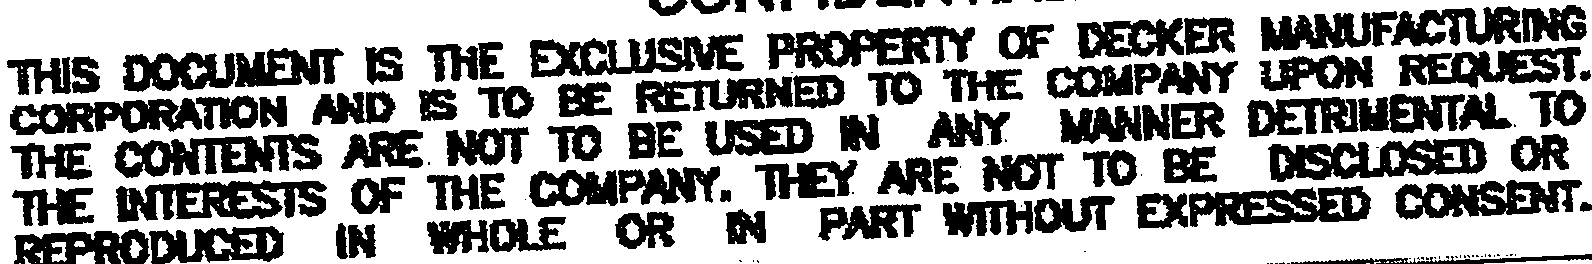 THIS DOCUMENT IS THE EXCLUSIVE PROPERTY OF DECKER MANUFACTURING
CORPORATION AND IS TO BE RETURNED TO THE COMPANY UPON REQUEST.
THE CONTENTS ARE NOT TO BE USED IN ANY MANNER DETRIMENTAL TO
THE INTERESTS OF THE COMPANY. THEY ARE NOT TO BE DISCLOSED OR
REPRODUCED IN WHOLE OR IN PART WITHOUT EXPRESSED CONSENT.